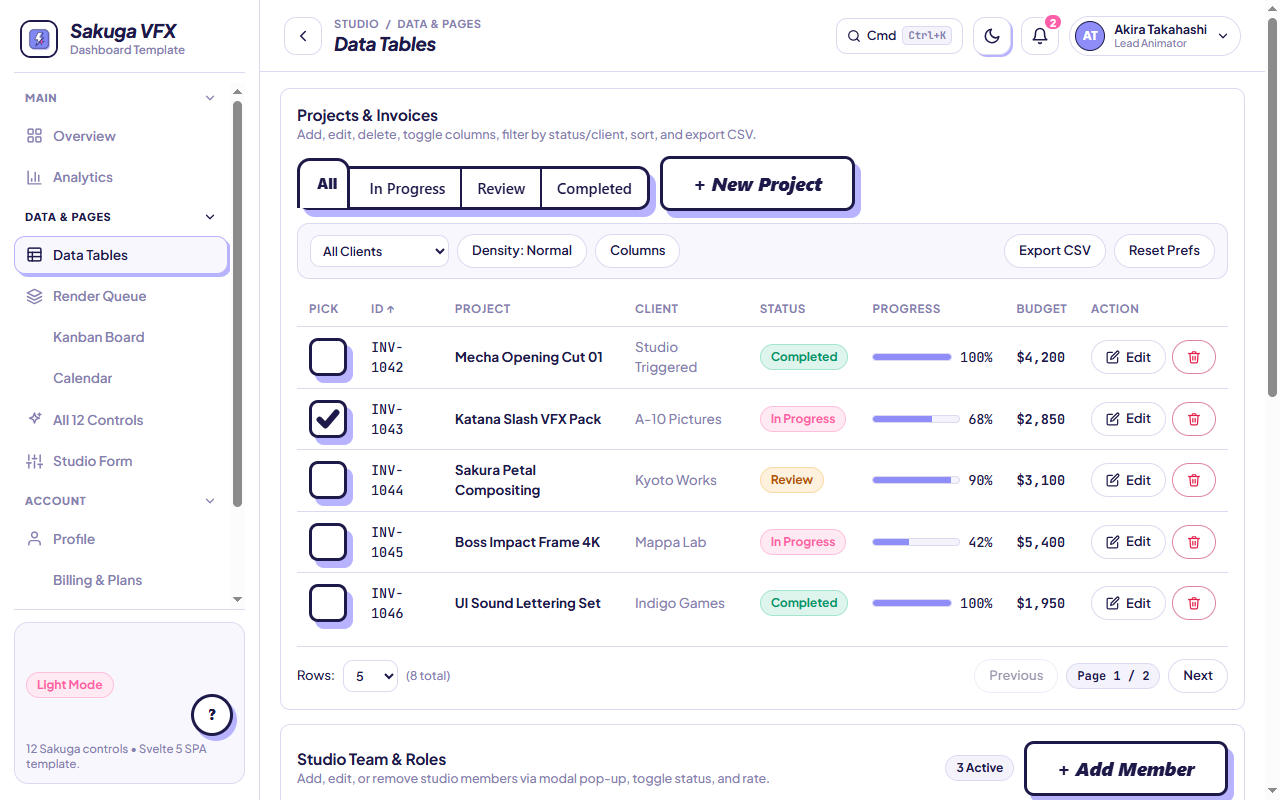 Sakuga VFX
Dashboard Template
MAIN
Overview
Analytics
DATA & PAGES
Data Tables
Render Queue
Kanban Board
Calendar
All 12 Controls
Studio Form
ACCOUNT
Profile
Billing & Plans
Light Mode
?
12 Sakuga controls • Svelte 5 SPA
template.
STUDIO / DATA & PAGES
Data Tables
Cmd Ctrl+K
2
AT
Akira Takahashi
Lead Animator
Projects & Invoices
Add, edit, delete, toggle columns, filter by status/client, sort, and export CSV.
All In Progress Review Completed + New Project
All Clients Density: Normal Columns Export CSV Reset Prefs
PICK ID ↑ PROJECT CLIENT STATUS PROGRESS BUDGET ACTION
INV-
1042
Mecha Opening Cut 01
Studio
Triggered
Completed 100% $4,200 Edit
INV-
1043
Katana Slash VFX Pack A-10 Pictures In Progress 68% $2,850 Edit
INV-
1044
Sakura Petal
Compositing
Kyoto Works Review 90% $3,100 Edit
INV-
1045
Boss Impact Frame 4K Mappa Lab In Progress 42% $5,400 Edit
INV-
1046
UI Sound Lettering Set Indigo Games Completed 100% $1,950 Edit
Rows: 5 (8 total) Previous Page 1 / 2 Next
Studio Team & Roles
Add, edit, or remove studio members via modal pop-up, toggle status, and rate.
3 Active + Add Member